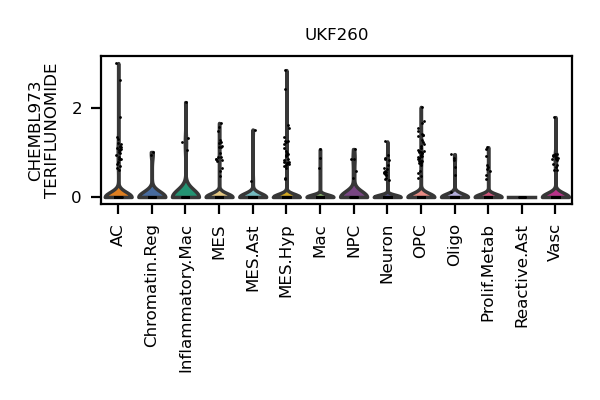 UKF260
CHEMBL973
TERIFLUNOMIDE
2
0
AC
Chromatin.Reg
Inflammatory.Mac
MES
MES.Ast
MES.Hyp
Mac
NPC
Neuron
OPC
Oligo
Prolif.Metab
Reactive.Ast
Vasc